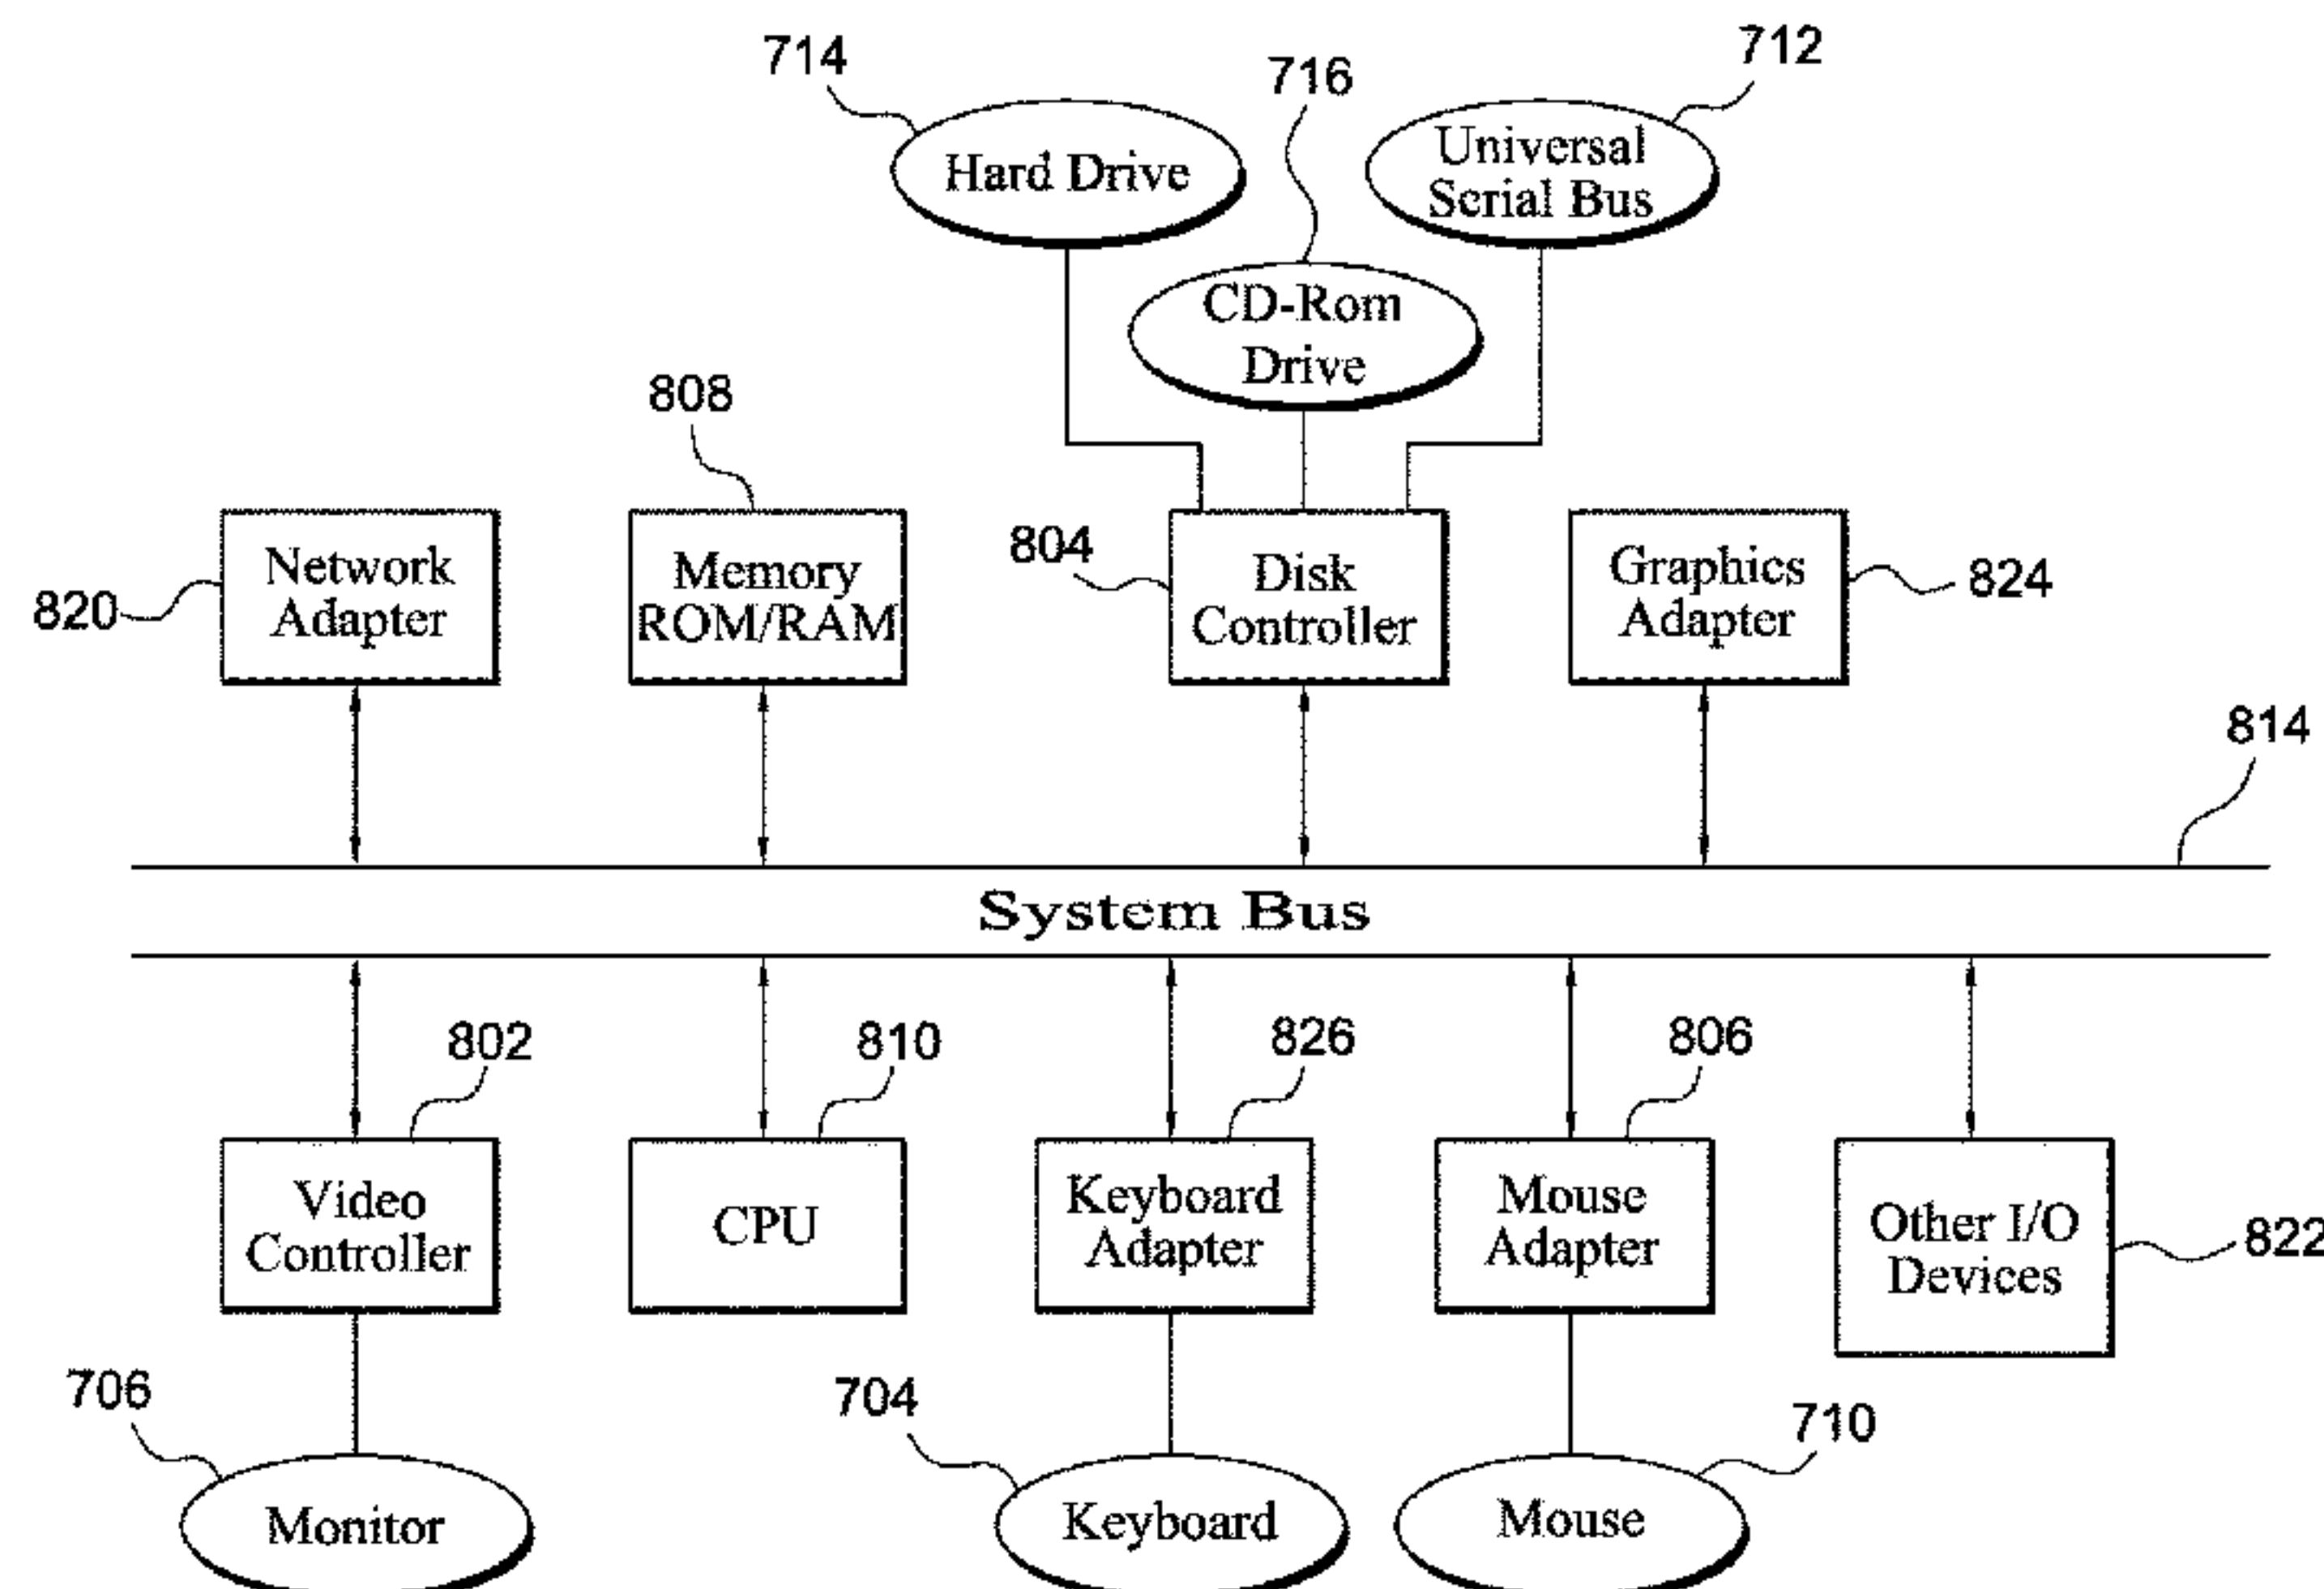 714
716
712
Hard Drive
Universal
Serial Bus
CD-Rom
Drive
808
820
Network
Adapter
Memory
ROM/RAM
804
Disk
Controller
Graphics
Adapter
824
814
System Bus
802
810
826
806
Video
Controller
CPU
Keyboard
Adapter
Mouse
Adapter
Other I/O
Devices
822
706
704
710
Monitor
Keyboard
Mouse